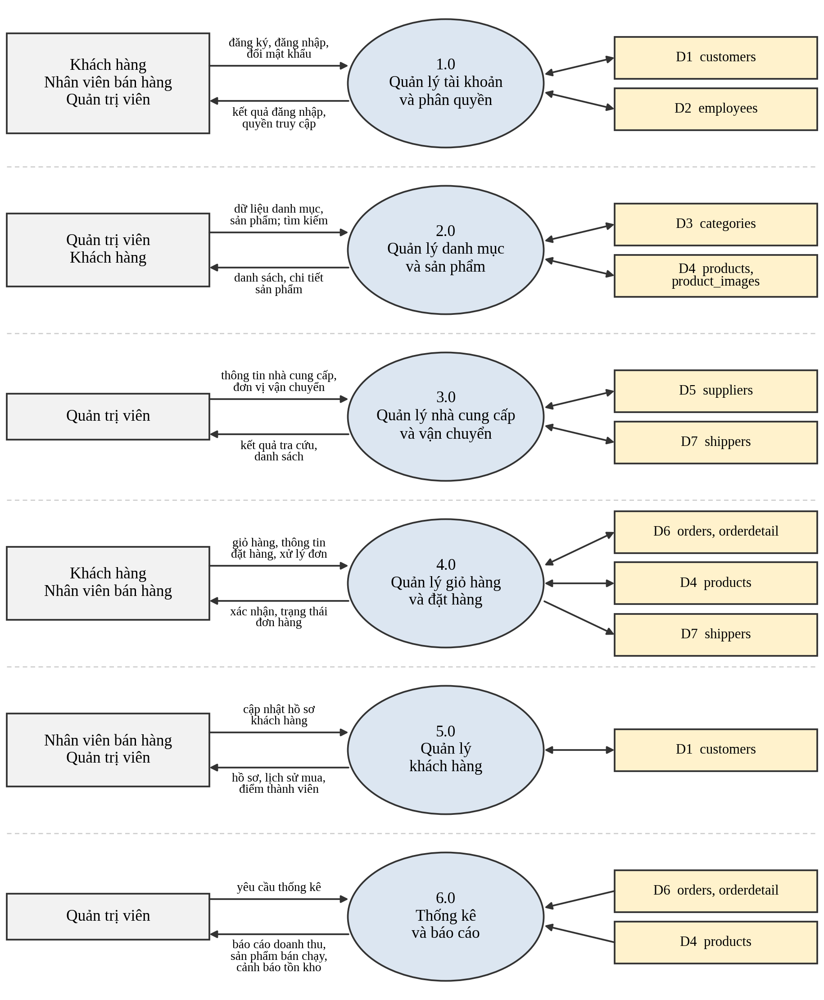 đăng ký, đăng nhập,
đổi mật khẩu
Khách hàng
Nhân viên bán hàng
Quản trị viên
kết quả đăng nhập,
quyền truy cập
1.0
Quản lý tài khoản
và phân quyền
D1 customers
D2 employees
dữ liệu danh mục,
sản phẩm; tìm kiếm
Quản trị viên
Khách hàng
danh sách, chi tiết
sản phẩm
2.0
Quản lý danh mục
và sản phẩm
D3 categories
D4 products,
product_images
thông tin nhà cung cấp,
đơn vị vận chuyển
Quản trị viên
kết quả tra cứu,
danh sách
3.0
Quản lý nhà cung cấp
và vận chuyển
D5 suppliers
D7 shippers
giỏ hàng, thông tin
đặt hàng, xử lý đơn
Khách hàng
Nhân viên bán hàng
xác nhận, trạng thái
đơn hàng
4.0
Quản lý giỏ hàng
và đặt hàng
D6 orders, orderdetail
D4 products
D7 shippers
cập nhật hồ sơ
khách hàng
Nhân viên bán hàng
Quản trị viên
hồ sơ, lịch sử mua,
điểm thành viên
5.0
Quản lý
khách hàng
D1 customers
yêu cầu thống kê
Quản trị viên
báo cáo doanh thu,
sản phẩm bán chạy,
cảnh báo tồn kho
6.0
Thống kê
và báo cáo
D6 orders, orderdetail
D4 products